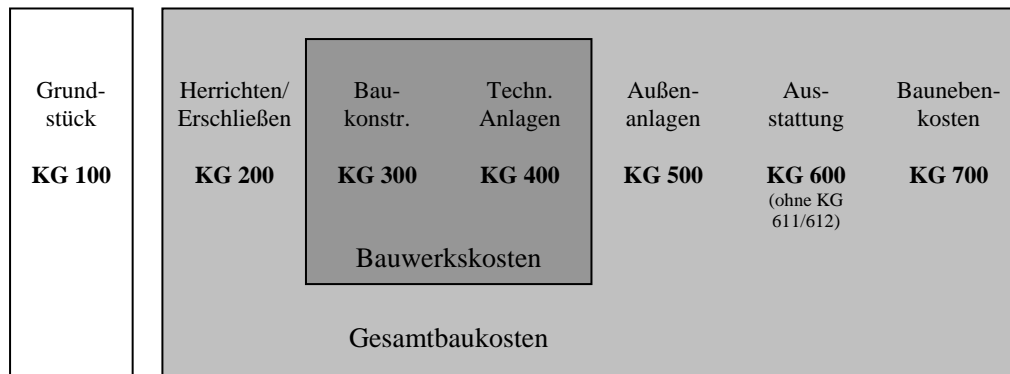 Grund-
stück
KG 100
Herrichten/
Erschließen
KG 200
Bau-
konstr.
KG 300
Techn.
Anlagen
KG 400
Außen-
anlagen
KG 500
Aus-
stattung
KG 600
(ohne KG
611/612)
Bauneben-
kosten
KG 700
Bauwerkskosten
Gesamtbaukosten